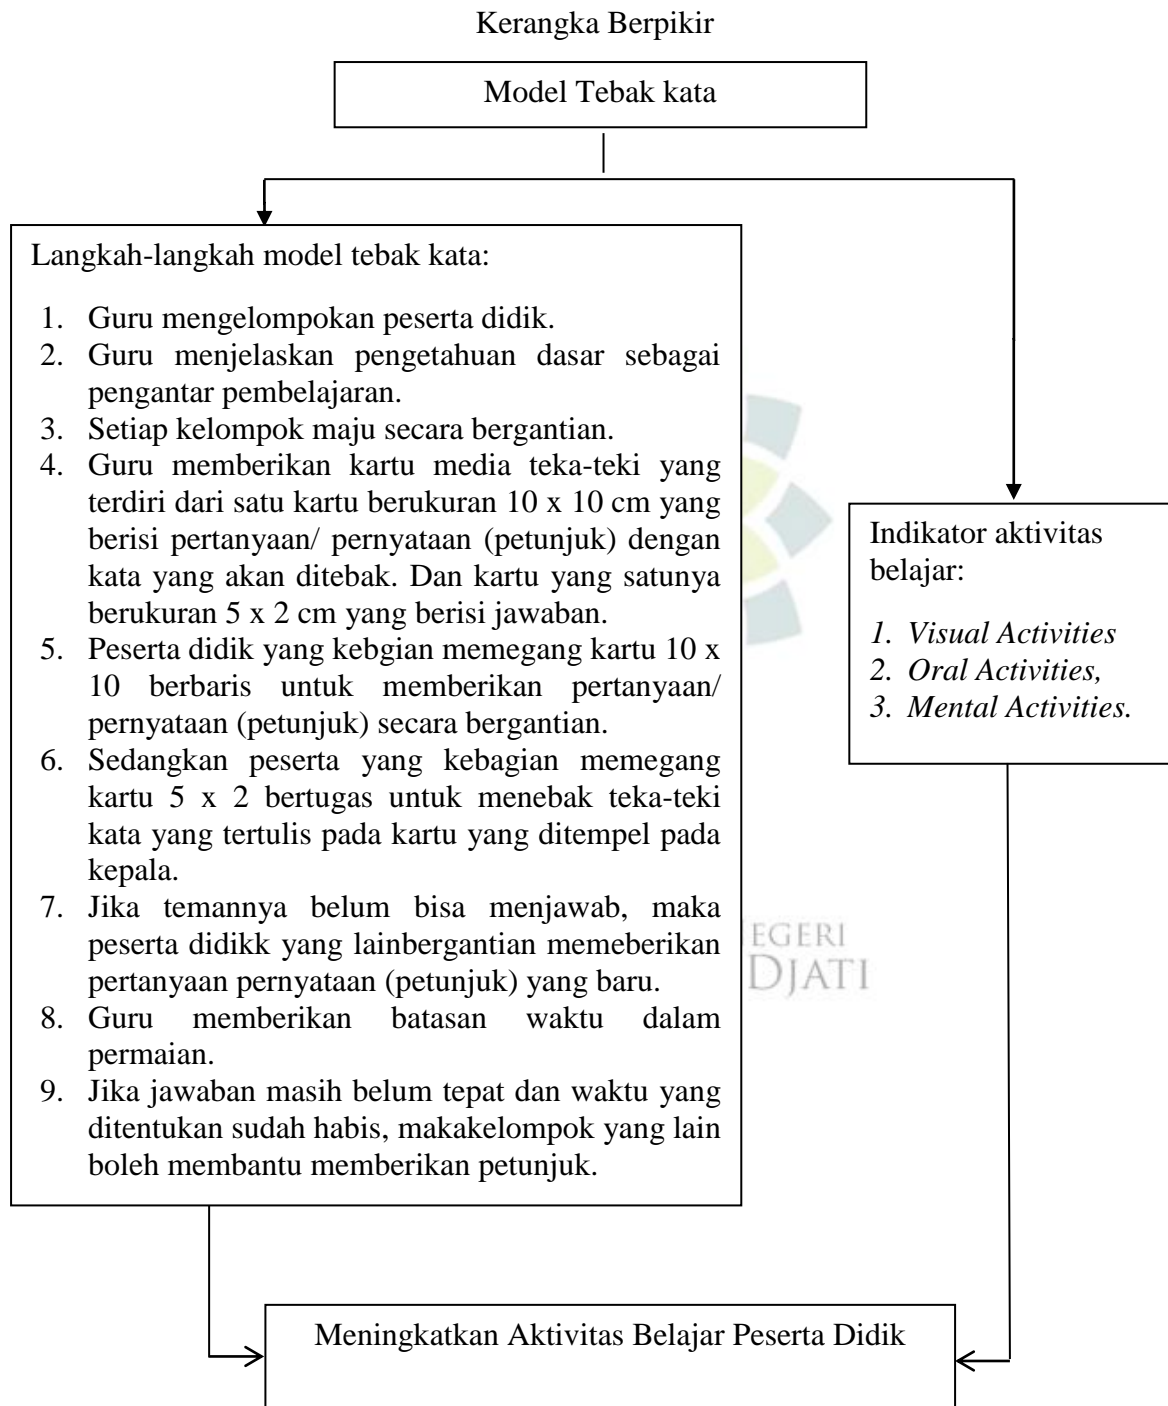 Kerangka Berpikir
Model Tebak kata
Langkah-langkah model tebak kata:
1. Guru mengelompokan peserta didik.
2. Guru menjelaskan pengetahuan dasar sebagai
pengantar pembelajaran.
3. Setiap kelompok maju secara bergantian.
4. Guru memberikan kartu media teka-teki yang
terdiri dari satu kartu berukuran 10 x 10 cm yang
berisi pertanyaan/ pernyataan (petunjuk) dengan
kata yang akan ditebak. Dan kartu yang satunya
berukuran 5 x 2 cm yang berisi jawaban.
5. Peserta didik yang kebgian memegang kartu 10 x
10 berbaris untuk memberikan pertanyaan/
pernyataan (petunjuk) secara bergantian.
6. Sedangkan peserta yang kebagian memegang
kartu 5 x 2 bertugas untuk menebak teka-teki
kata yang tertulis pada kartu yang ditempel pada
kepala.
7. Jika temannya belum bisa menjawab, maka
peserta didikk yang lainbergantian memeberikan
pertanyaan pernyataan (petunjuk) yang baru.
8. Guru memberikan batasan waktu dalam
permaian.
9. Jika jawaban masih belum tepat dan waktu yang
ditentukan sudah habis, makakelompok yang lain
boleh membantu memberikan petunjuk.
Indikator aktivitas
belajar:
1. Visual Activities
2. Oral Activities,
3. Mental Activities.
EGERI
DJATI
Meningkatkan Aktivitas Belajar Peserta Didik